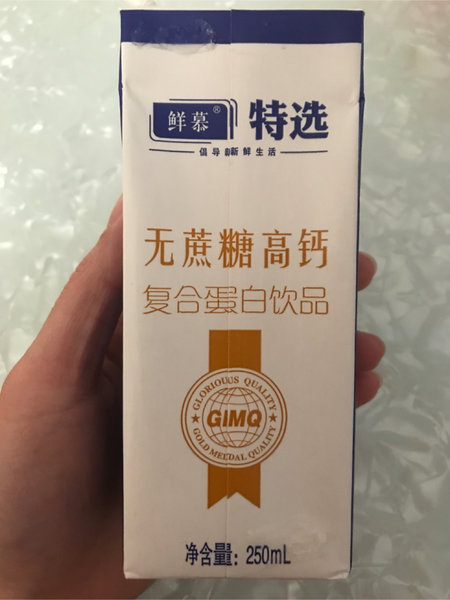 鲜慕® 特选
倡导新鲜生活
无蔗糖高钙
复合蛋白饮品
GLORIOUS QUALITY
GIMQ
GOLD MEDAL QUALITY
净含量：250mL